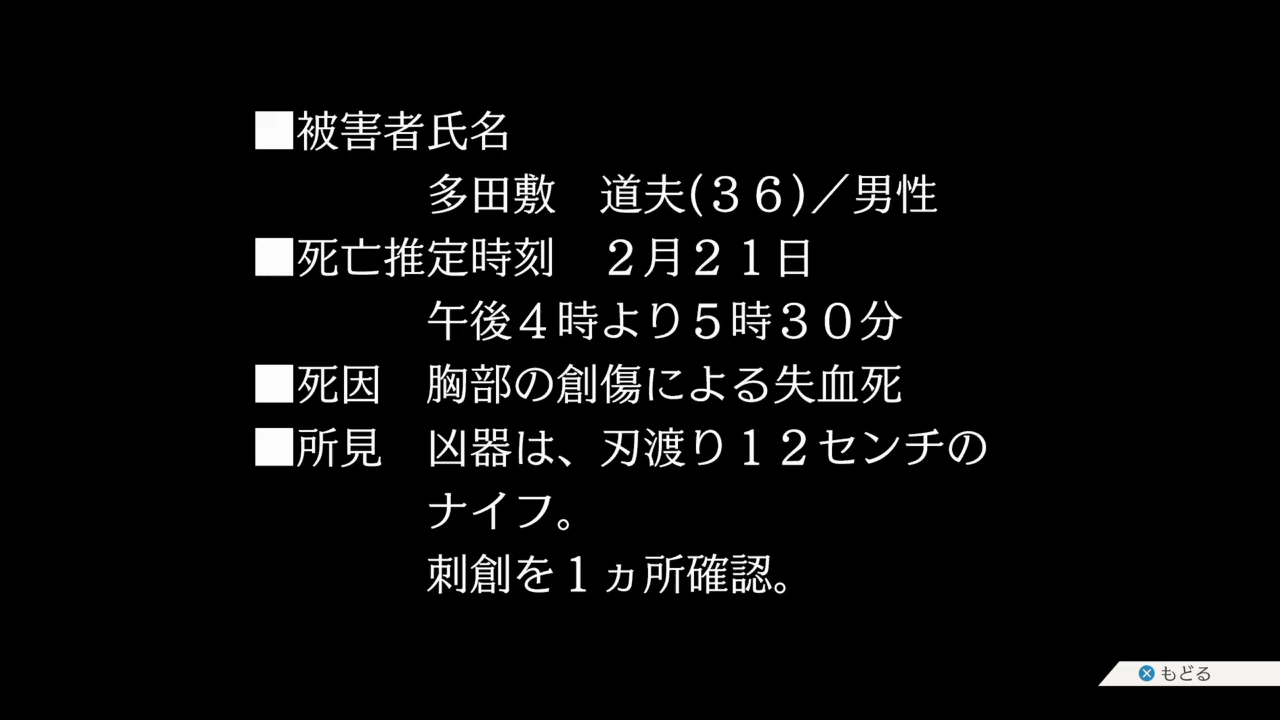 ■被害者氏名
多田敷　道夫(３６)／男性
■死亡推定時刻　２月２１日
午後４時より５時３０分
■死因　胸部の創傷による失血死
■所見　凶器は、刃渡り１２センチの
ナイフ。
刺創を１ヵ所確認。
もどる